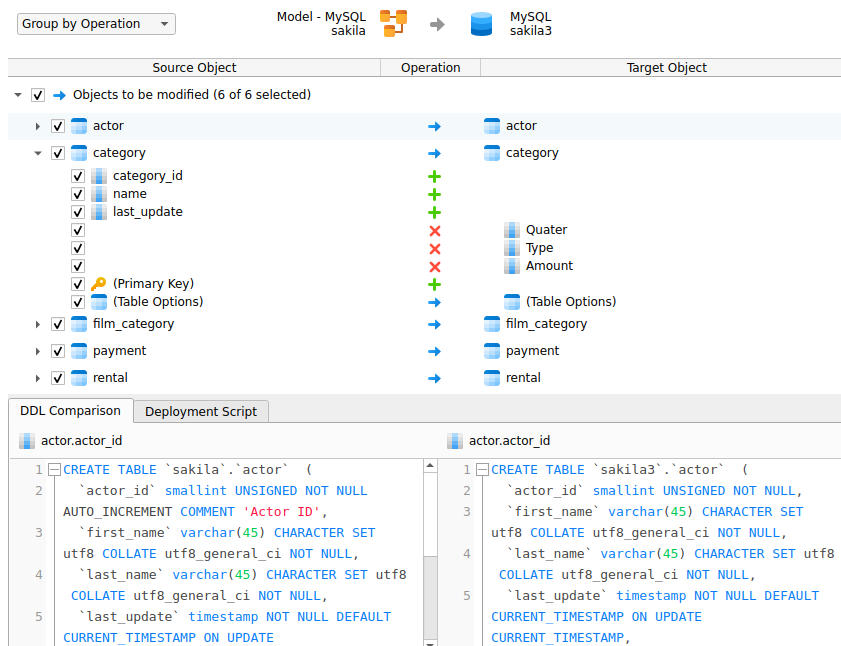 Group by Operation
Model - MySQL
sakila
MySQL
sakila3
Source Object Operation Target Object
Objects to be modified (6 of 6 selected)
actor actor
category category
category_id
name
last_update
Quater
Type
Amount
(Primary Key)
(Table Options) (Table Options)
film_category film_category
payment payment
rental rental
DDL Comparison Deployment Script
actor.actor_id
1 CREATE TABLE `sakila`.`actor` (
2 `actor_id` smallint UNSIGNED NOT NULL
AUTO_INCREMENT COMMENT 'Actor ID',
3 `first_name` varchar(45) CHARACTER SET
utf8 COLLATE utf8_general_ci NOT NULL,
4 `last_name` varchar(45) CHARACTER SET utf8
COLLATE utf8_general_ci NOT NULL,
5 `last_update` timestamp NOT NULL DEFAULT
CURRENT_TIMESTAMP ON UPDATE
actor.actor_id
1 CREATE TABLE `sakila3`.`actor` (
2 `actor_id` smallint UNSIGNED NOT NULL,
3 `first_name` varchar(45) CHARACTER SET
utf8 COLLATE utf8_general_ci NOT NULL,
4 `last_name` varchar(45) CHARACTER SET utf8
COLLATE utf8_general_ci NOT NULL,
5 `last_update` timestamp NOT NULL DEFAULT
CURRENT_TIMESTAMP ON UPDATE
CURRENT_TIMESTAMP,